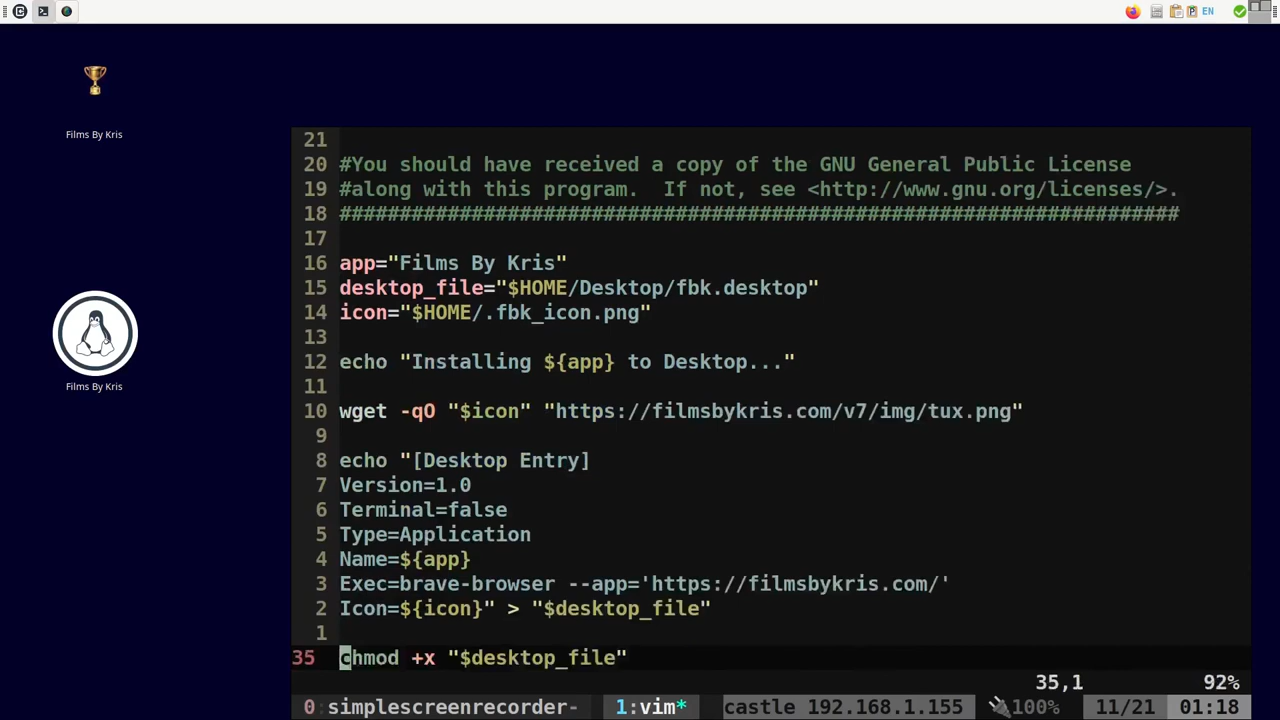 EN
Films By Kris
Films By Kris
21
20 #You should have received a copy of the GNU General Public License
19 #along with this program.  If not, see <http://www.gnu.org/licenses/>.
18 ######################################################################
17
16 app="Films By Kris"
15 desktop_file="$HOME/Desktop/fbk.desktop"
14 icon="$HOME/.fbk_icon.png"
13
12 echo "Installing ${app} to Desktop..."
11
10 wget -qO "$icon" "https://filmsbykris.com/v7/img/tux.png"
9
8 echo "[Desktop Entry]
7 Version=1.0
6 Terminal=false
5 Type=Application
4 Name=${app}
3 Exec=brave-browser --app='https://filmsbykris.com/'
2 Icon=${icon}" > "$desktop_file"
1
35 chmod +x "$desktop_file"
35,1 92%
0:simplescreenrecorder- 1:vim* castle 192.168.1.155 100% 11/21 01:18